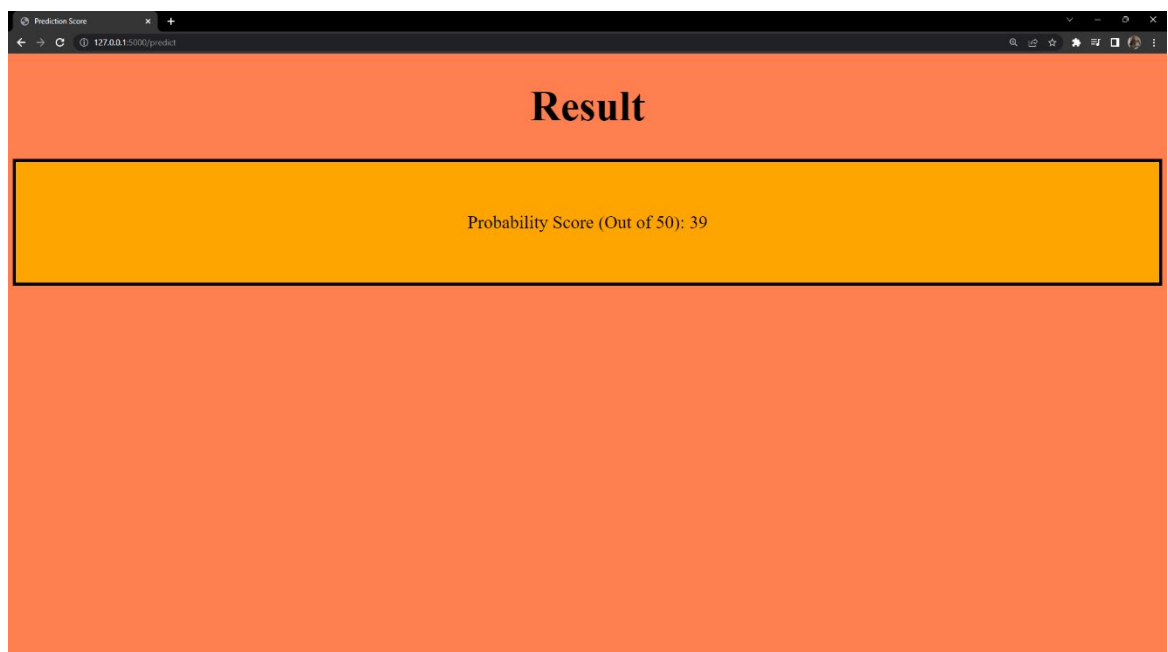 Prediction Score
127.0.0.1:5000/predict
Result
Probability Score (Out of 50): 39